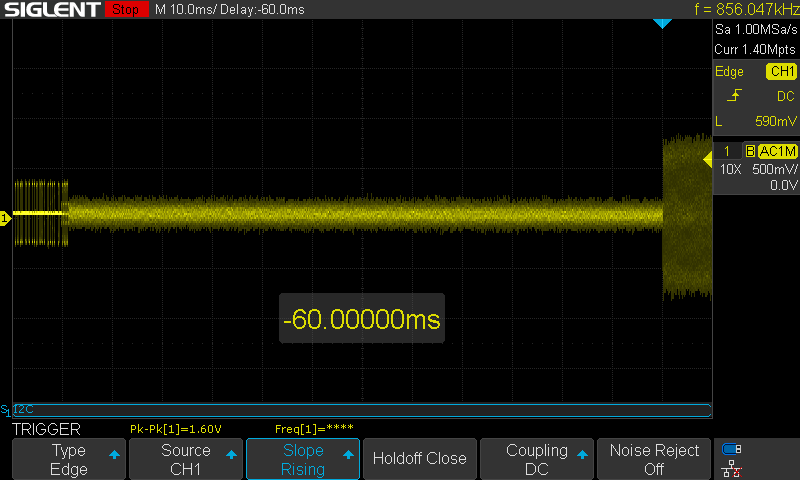 SIGLENT Stop M 10.0ms/ Delay:-60.0ms f = 856.047kHz
Sa 1.00MSa/s
Curr 1.40Mpts
Edge CH1
DC
L 590mV
1 B AC1M
10X 500mV/
0.0V
1
-60.00000ms
S1 I2C
TRIGGER Pk-Pk[1]=1.60V Freq[1]=****
Type Source Slope Holdoff Close Coupling Noise Reject
Edge CH1 Rising DC Off